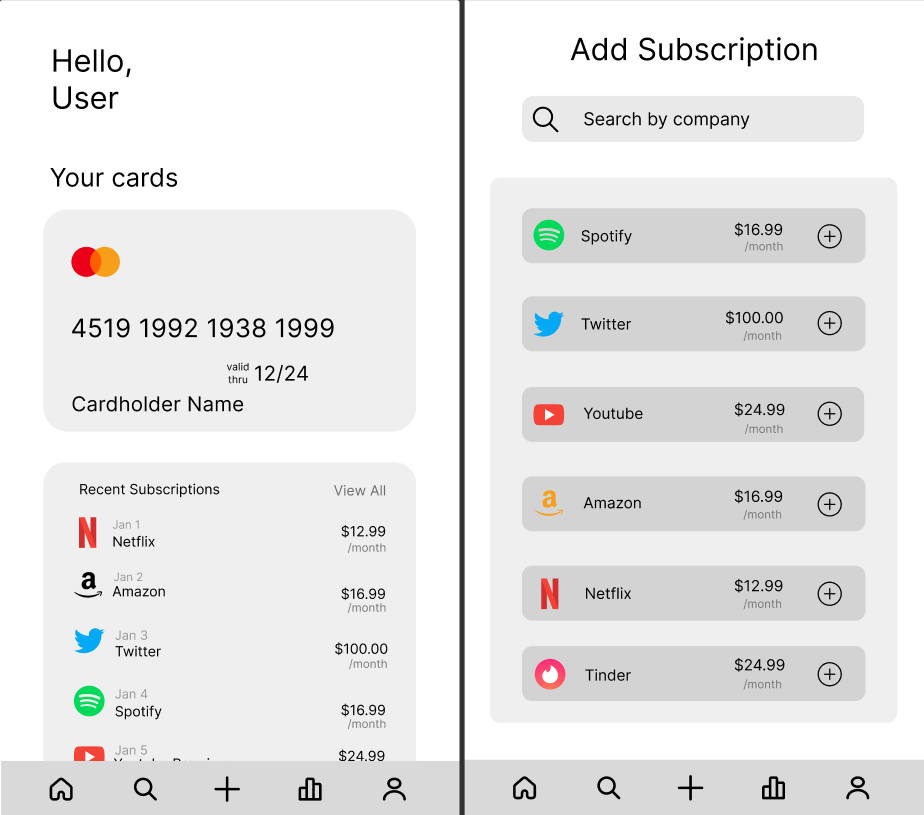 Hello,
User
Your cards
4519 1992 1938 1999
valid
thru 12/24
Cardholder Name
Recent Subscriptions View All
Jan 1
Netflix $12.99
/month
Jan 2
Amazon $16.99
/month
Jan 3
Twitter $100.00
/month
Jan 4
Spotify $16.99
/month
Jan 5
$24.99
Add Subscription
Search by company
Spotify $16.99
/month
Twitter $100.00
/month
Youtube $24.99
/month
Amazon $16.99
/month
Netflix $12.99
/month
Tinder $24.99
/month